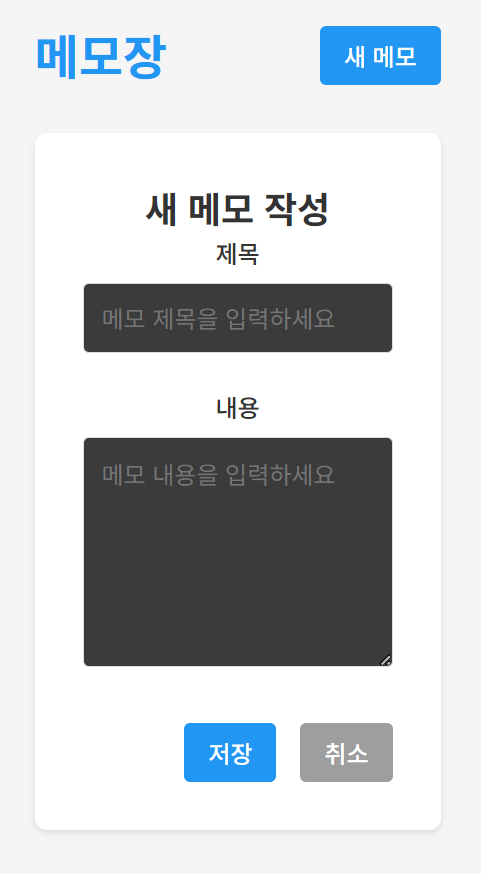 메모장
새 메모
새 메모 작성
제목
메모 제목을 입력하세요
내용
메모 내용을 입력하세요
저장
취소